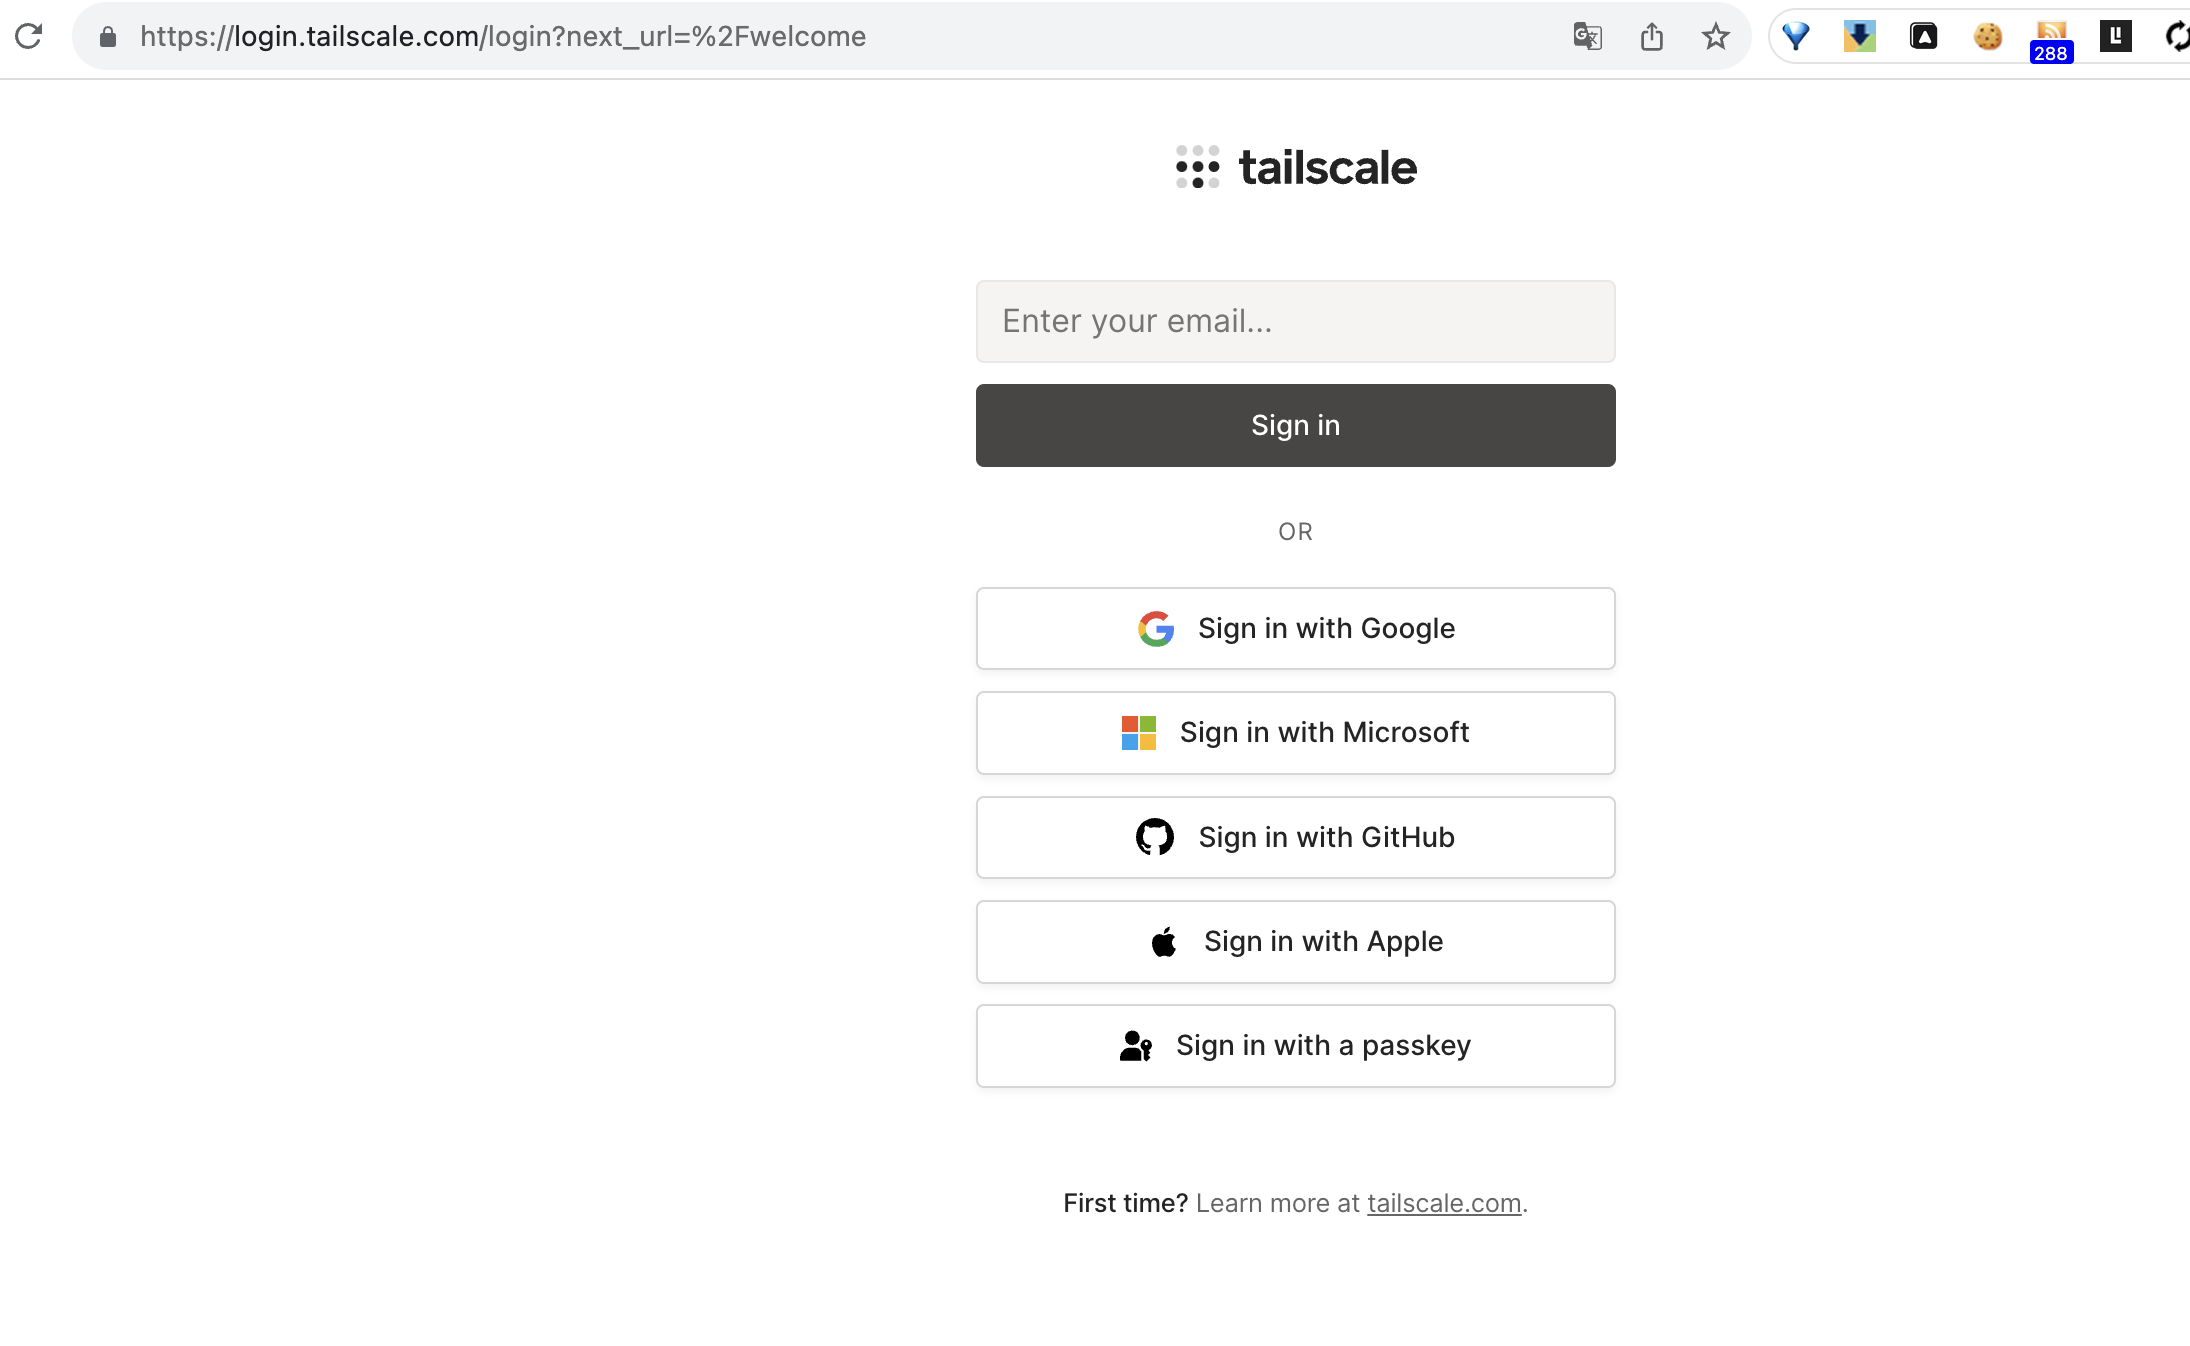 https://login.tailscale.com/login?next_url=%2Fwelcome
288
tailscale
Enter your email...
Sign in
OR
Sign in with Google
Sign in with Microsoft
Sign in with GitHub
Sign in with Apple
Sign in with a passkey
First time? Learn more at tailscale.com.